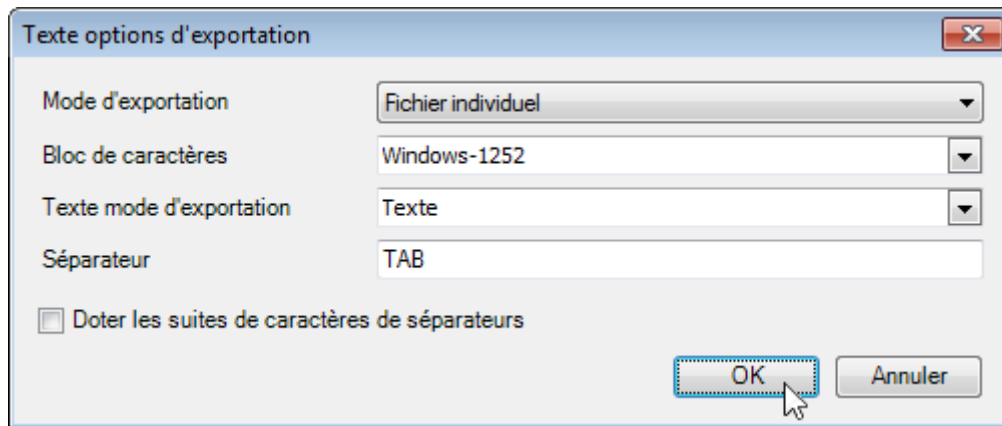 Texte options d'exportation
Mode d'exportation Fichier individuel
Bloc de caractères Windows-1252
Texte mode d'exportation Texte
Séparateur TAB
Doter les suites de caractères de séparateurs
OK Annuler